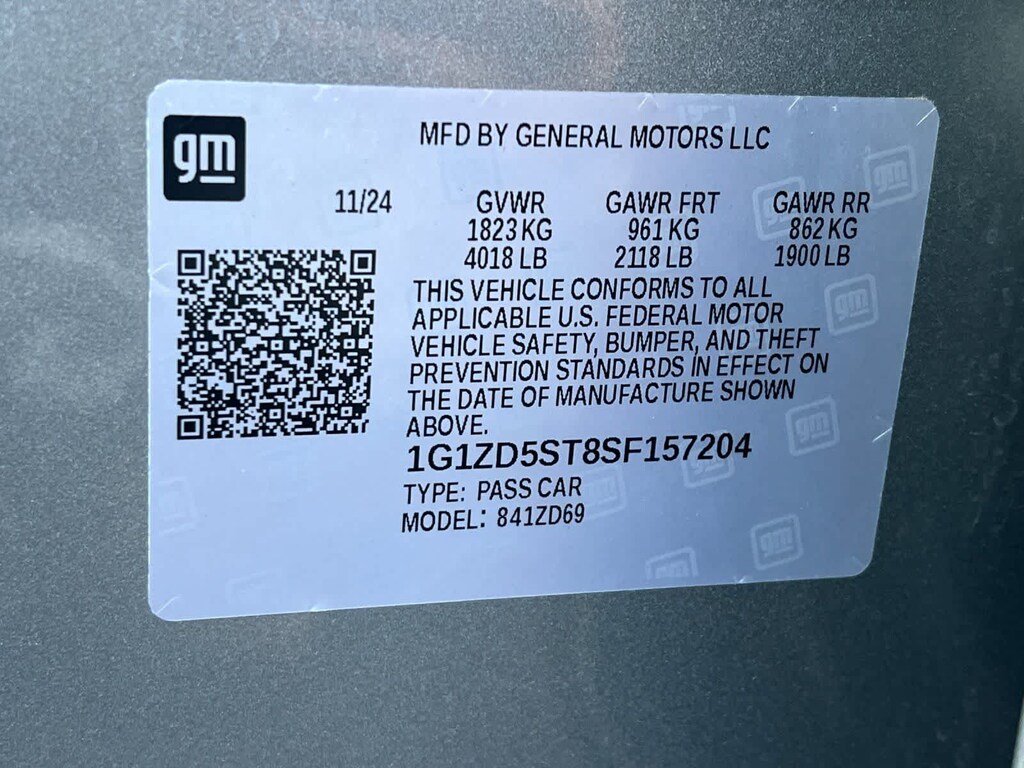 gm
MFD BY GENERAL MOTORS LLC
11/24 GVWR GAWR FRT GAWR RR
1823 KG 961 KG 862 KG
4018 LB 2118 LB 1900 LB
THIS VEHICLE CONFORMS TO ALL
APPLICABLE U.S. FEDERAL MOTOR
VEHICLE SAFETY, BUMPER, AND THEFT
PREVENTION STANDARDS IN EFFECT ON
THE DATE OF MANUFACTURE SHOWN
ABOVE.
1G1ZD5ST8SF157204
TYPE: PASS CAR
MODEL: 841ZD69